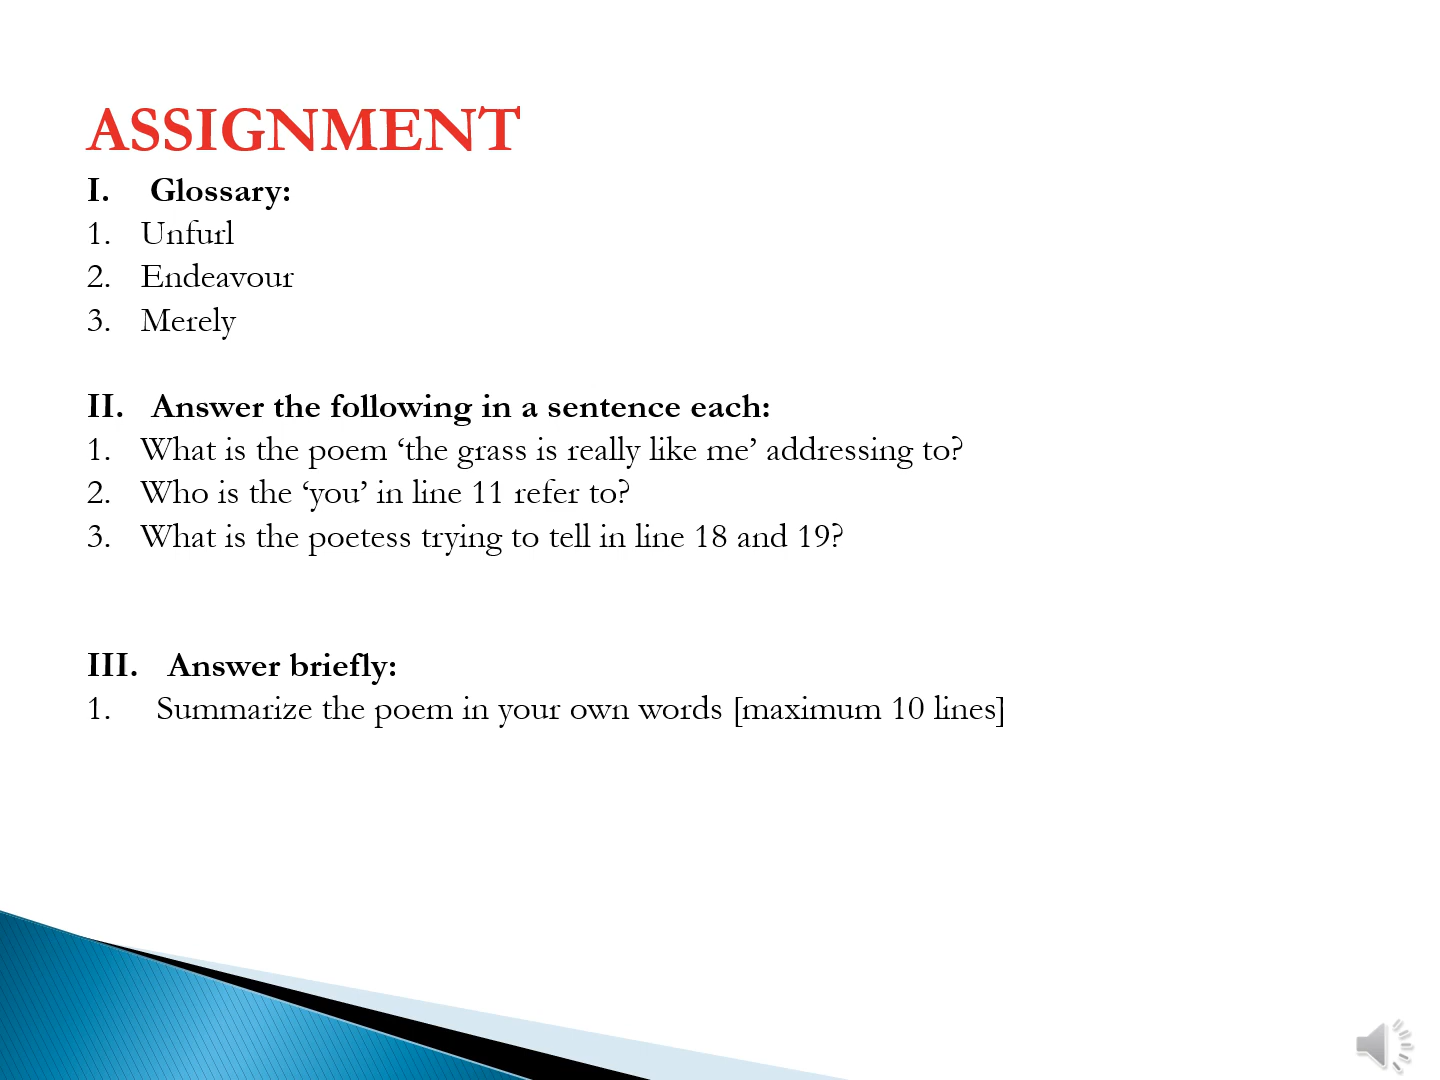 ASSIGNMENT
I. Glossary:
1. Unfurl
2. Endeavour
3. Merely
II. Answer the following in a sentence each:
1. What is the poem ‘the grass is really like me’ addressing to?
2. Who is the ‘you’ in line 11 refer to?
3. What is the poetess trying to tell in line 18 and 19?
III. Answer briefly:
1. Summarize the poem in your own words [maximum 10 lines]